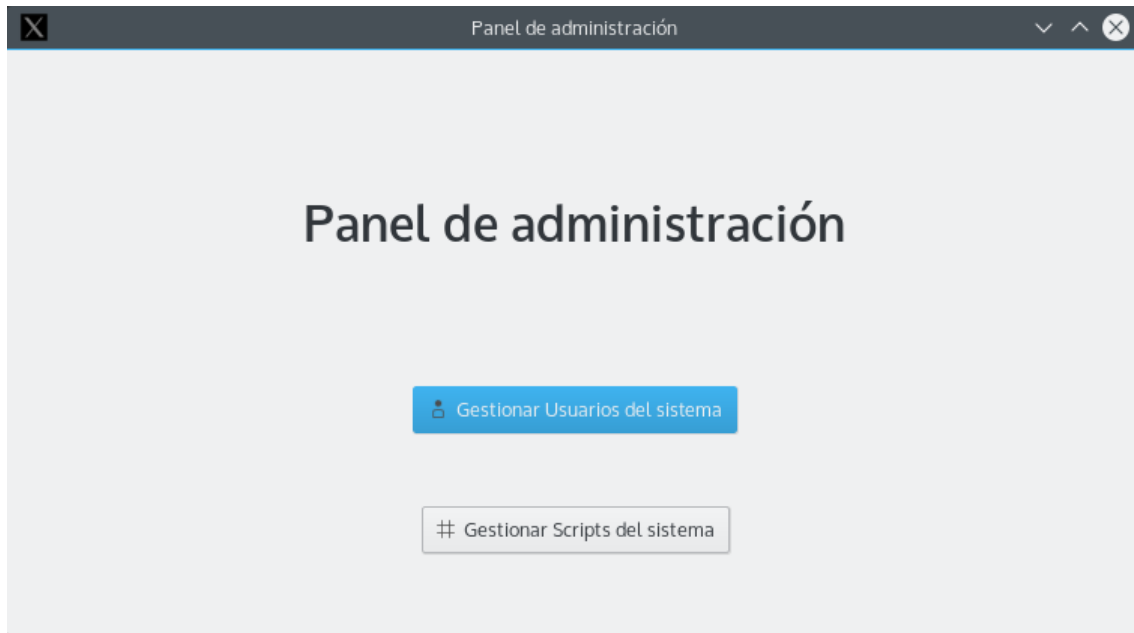 Panel de administración
Panel de administración
Gestionar Usuarios del sistema
Gestionar Scripts del sistema